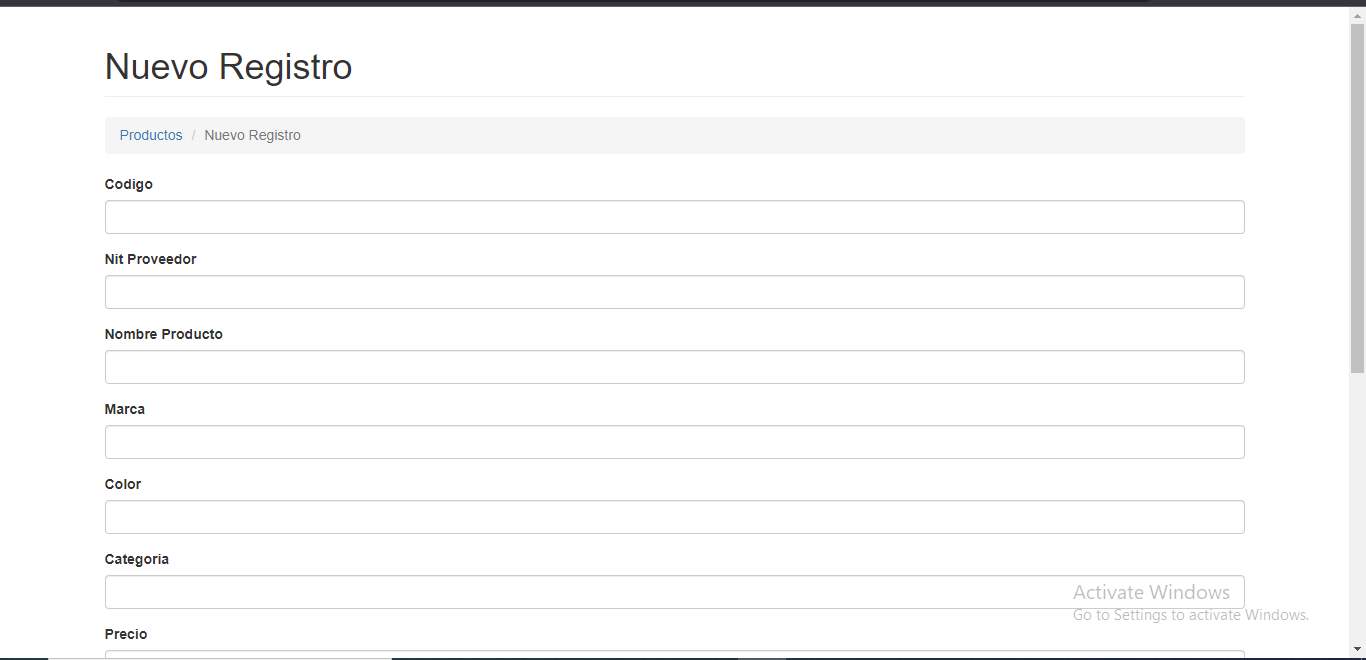 Nuevo Registro
Productos / Nuevo Registro
Codigo
Nit Proveedor
Nombre Producto
Marca
Color
Categoria
Activate Windows
Go to Settings to activate Windows.
Precio